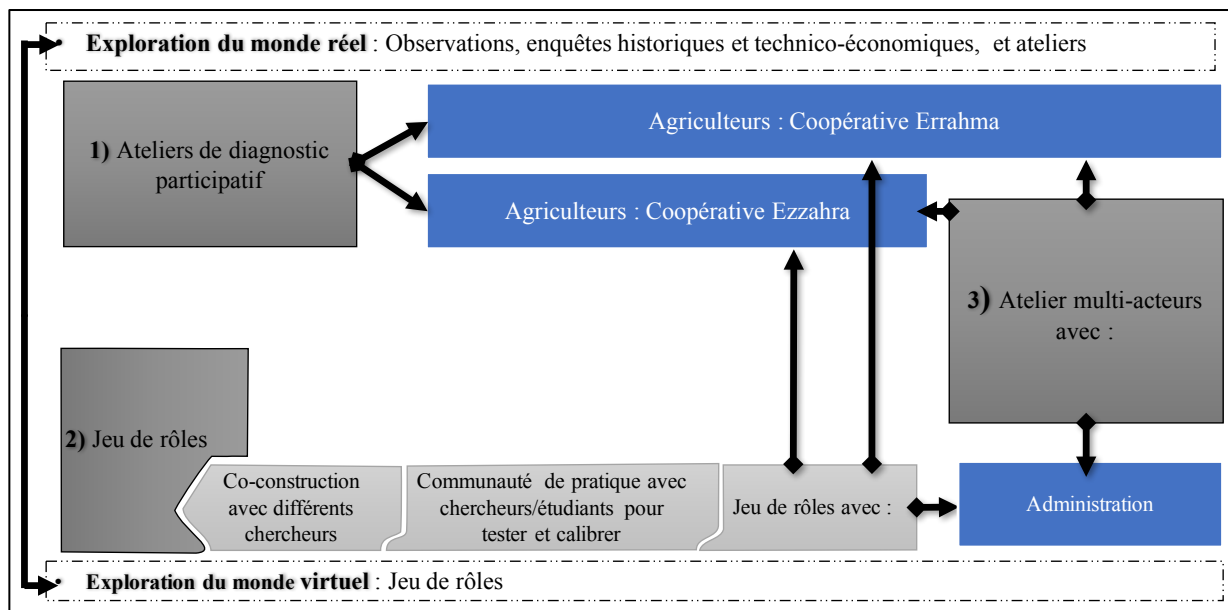 • Exploration du monde réel : Observations, enquêtes historiques et technico-économiques, et ateliers
1) Ateliers de diagnostic
participatif
Agriculteurs : Coopérative Errahma
Agriculteurs : Coopérative Ezzahra
3) Atelier multi-acteurs
avec :
2) Jeu de rôles
Co-construction
avec différents
chercheurs
Communauté de pratique avec
chercheurs/étudiants pour
tester et calibrer
Jeu de rôles avec :
Administration
• Exploration du monde virtuel : Jeu de rôles